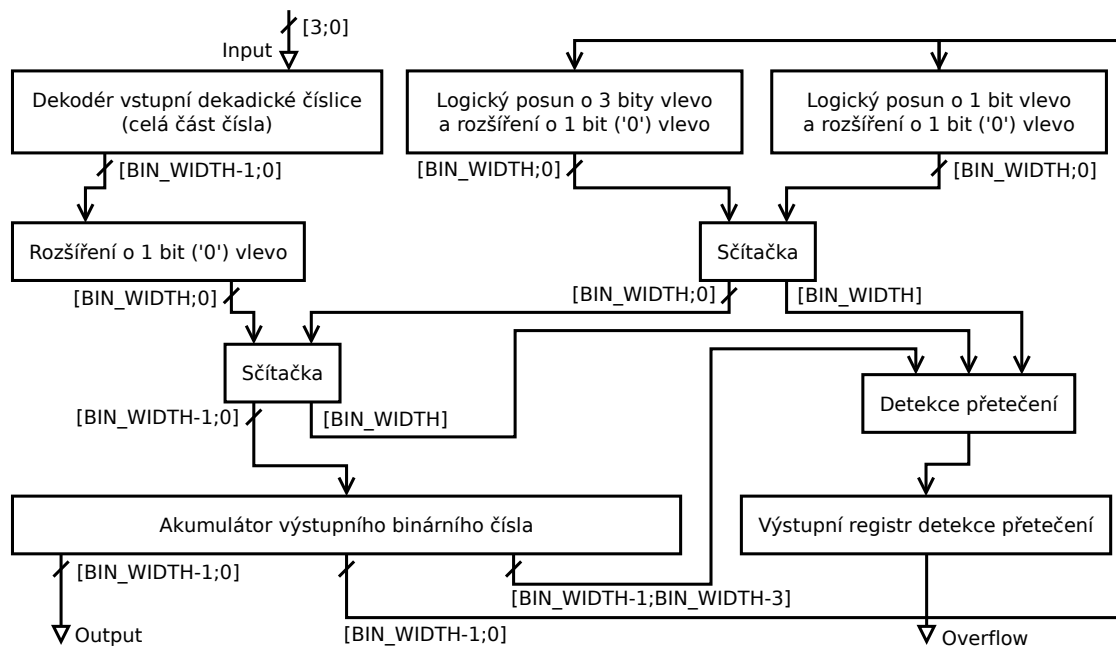 [3;0]
Input
Dekodér vstupní dekadické číslice
(celá část čísla)
Logický posun o 3 bity vlevo
a rozšíření o 1 bit ('0') vlevo
Logický posun o 1 bit vlevo
a rozšíření o 1 bit ('0') vlevo
[BIN_WIDTH-1;0]
[BIN_WIDTH;0]
[BIN_WIDTH;0]
Rozšíření o 1 bit ('0') vlevo
Sčítačka
[BIN_WIDTH;0]
[BIN_WIDTH;0]
[BIN_WIDTH]
Sčítačka
Detekce přetečení
[BIN_WIDTH-1;0]
[BIN_WIDTH]
Akumulátor výstupního binárního čísla
Výstupní registr detekce přetečení
[BIN_WIDTH-1;0]
[BIN_WIDTH-1;BIN_WIDTH-3]
Output
[BIN_WIDTH-1;0]
Overflow